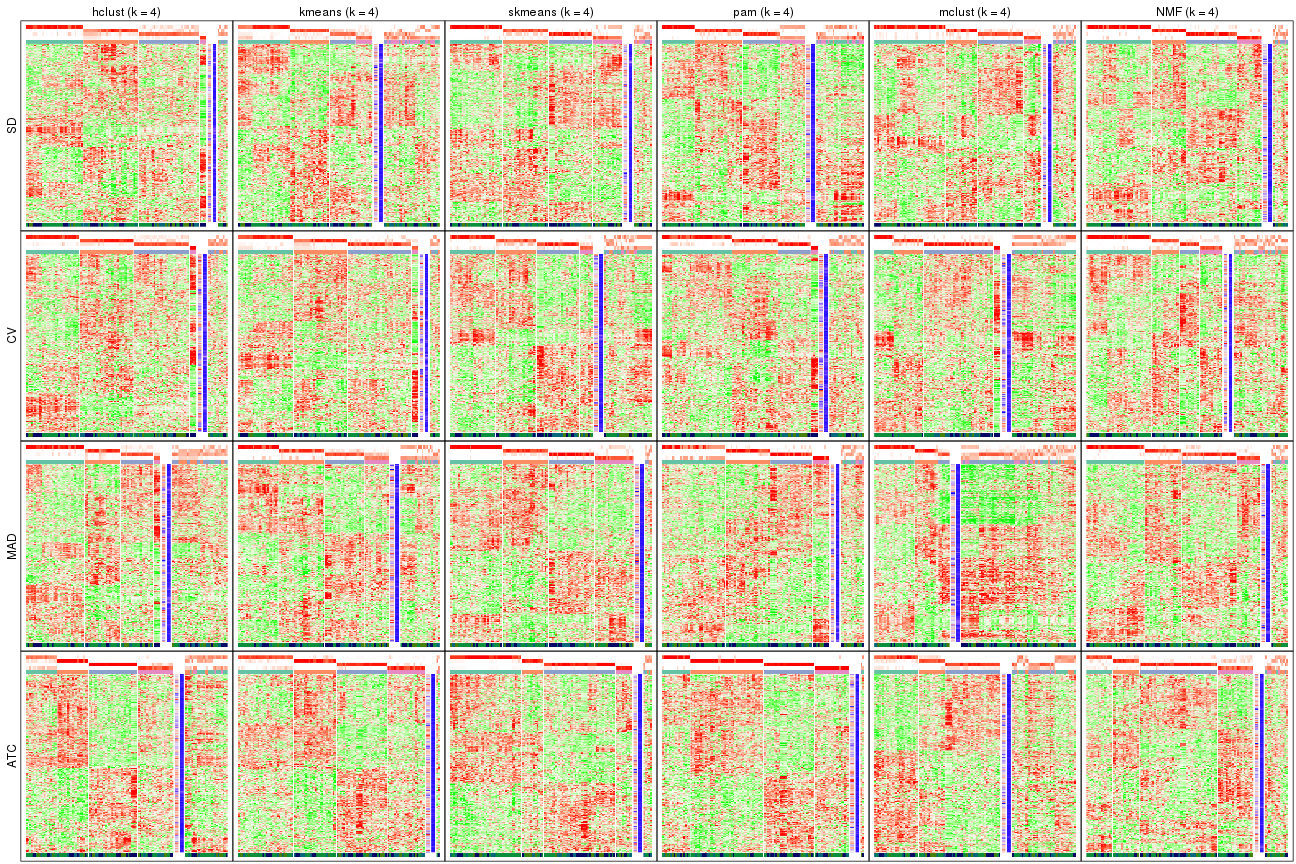 hclust (k = 4) kmeans (k = 4) skmeans (k = 4) pam (k = 4) mclust (k = 4) NMF (k = 4)
SD
CV
MAD
ATC